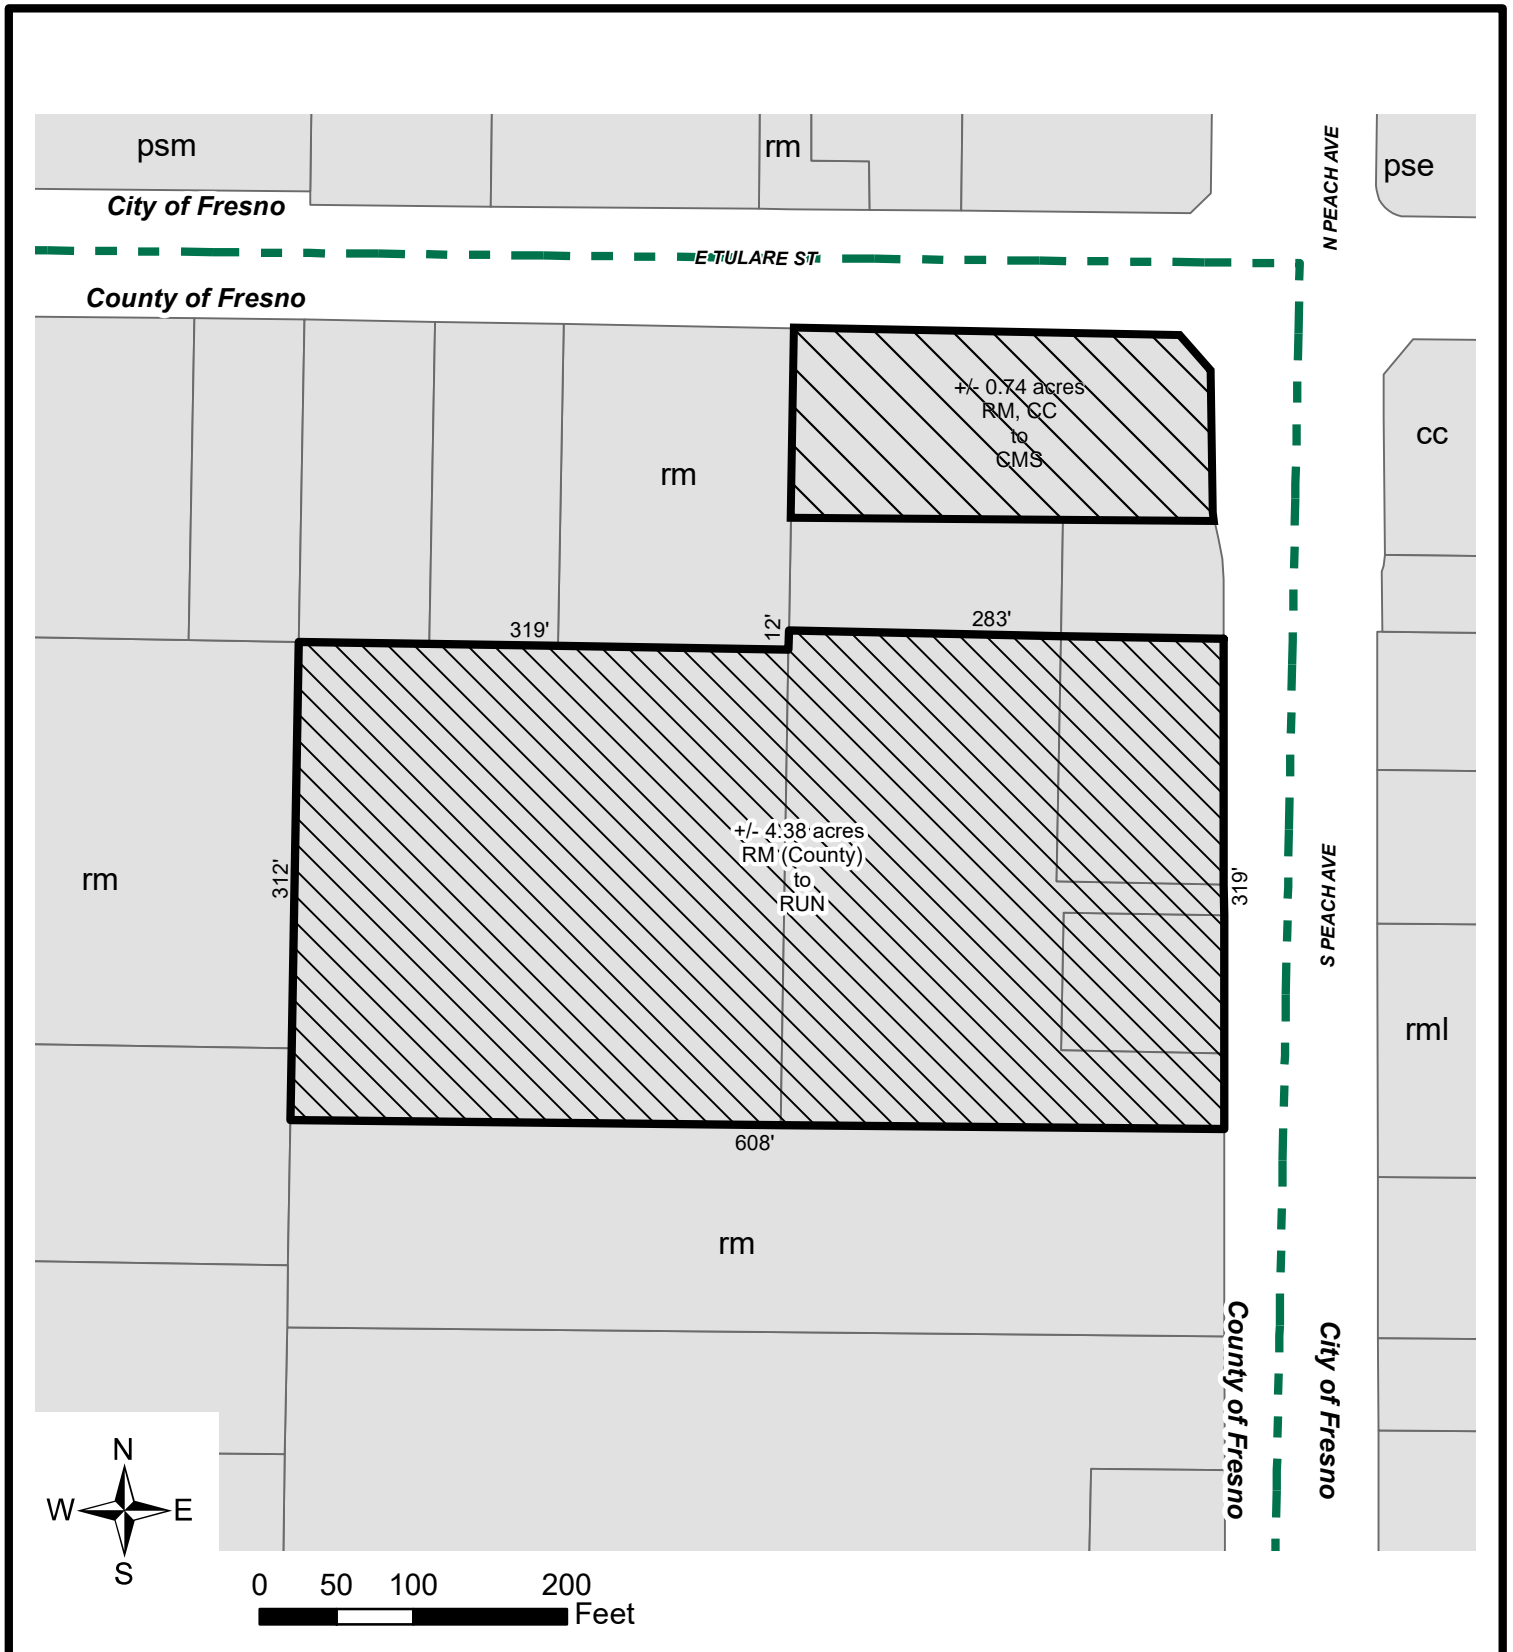 psm
rm
pse
N PEACH AVE
City of Fresno
E TULARE ST
County of Fresno
+/- 0.74 acres
RM, CC
to
CMS
cc
rm
319'
12'
283'
+/- 4.38 acres
RM (County)
to
RUN
rm
312'
319'
S PEACH AVE
rml
608'
rm
County of Fresno
City of Fresno
N
W
E
S
0 50 100 200
Feet